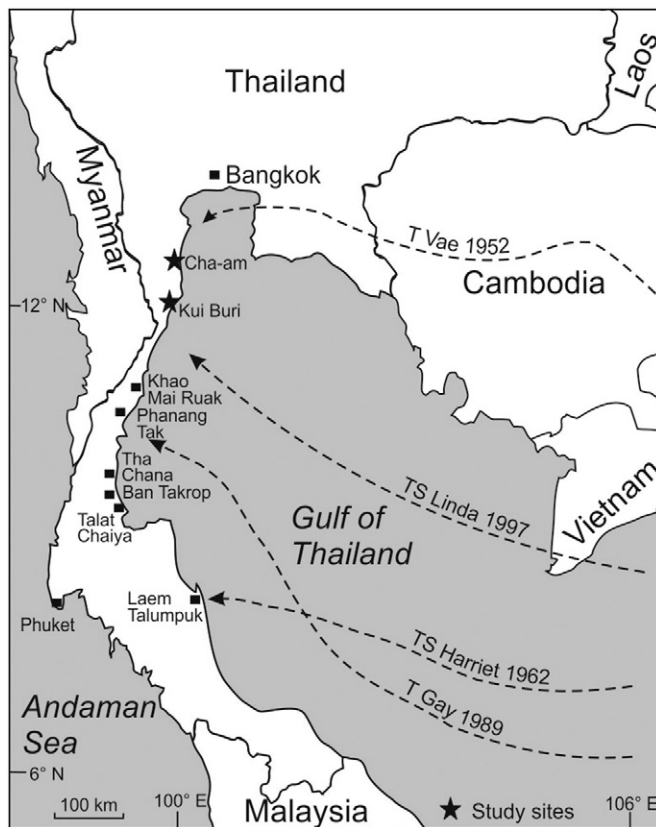 Thailand
Laos
Myanmar
Bangkok
T Vae 1952
Cha-am
Cambodia
12° N
Kui Buri
Khao
Mai Ruak
Phanang
Tak
Tha
Chana
Ban Takrop
Talat
Chaiya
TS Linda 1997
Vietnam
Gulf of
Thailand
Laem
Talumpuk
Phuket
TS Harriet 1962
T Gay 1989
Andaman
Sea
6° N
100 km
100° E
Malaysia
Study sites
106° E